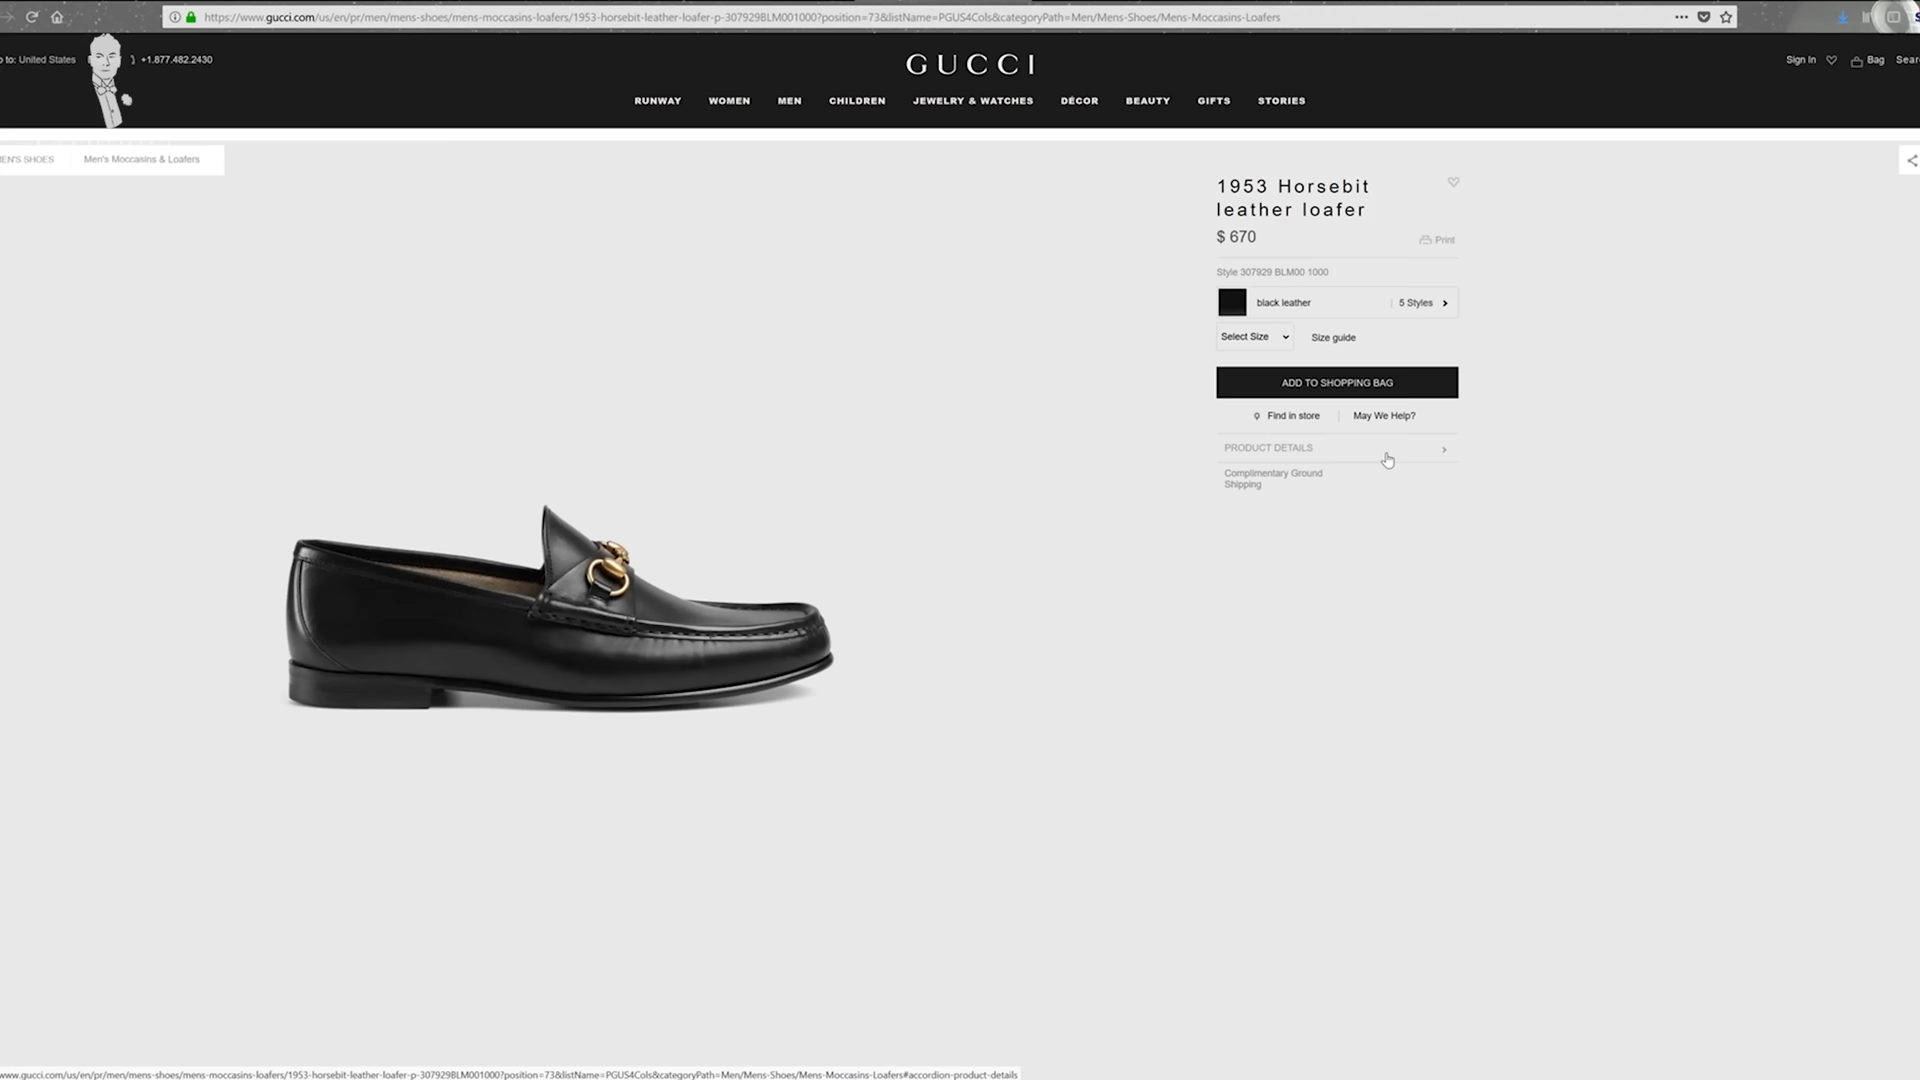 https://www.gucci.com/us/en/pr/men/mens-shoes/mens-moccasins-loafers/1953-horsebit-leather-loafer-p-307929BLM001000?position=73&listName=PGUS4Cols&categoryPath=Men/Mens-Shoes/Mens-Moccasins-Loafers
o to: United States
+1.877.482.2430
GUCCI
Sign In
Bag
Sear
RUNWAY WOMEN MEN CHILDREN JEWELRY & WATCHES DÉCOR BEAUTY GIFTS STORIES
EN'S SHOES Men's Moccasins & Loafers
1953 Horsebit
leather loafer
$ 670
Print
Style 307929 BLM00 1000
black leather 5 Styles
Select Size Size guide
ADD TO SHOPPING BAG
Find in store May We Help?
PRODUCT DETAILS
Complimentary Ground
Shipping
www.gucci.com/us/en/pr/men/mens-shoes/mens-moccasins-loafers/1953-horsebit-leather-loafer-p-307929BLM001000?position=73&listName=PGUS4Cols&categoryPath=Men/Mens-Shoes/Mens-Moccasins-Loafers#accordion-product-details